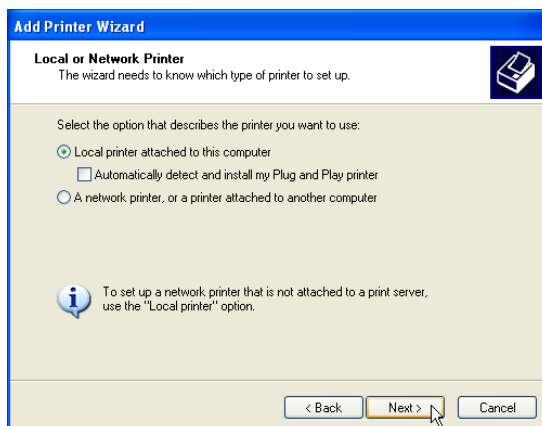 Add Printer Wizard
Local or Network Printer
The wizard needs to know which type of printer to set up.
Select the option that describes the printer you want to use:
Local printer attached to this computer
Automatically detect and install my Plug and Play printer
A network printer, or a printer attached to another computer
To set up a network printer that is not attached to a print server,
use the "Local printer" option.
< Back
Next >
Cancel